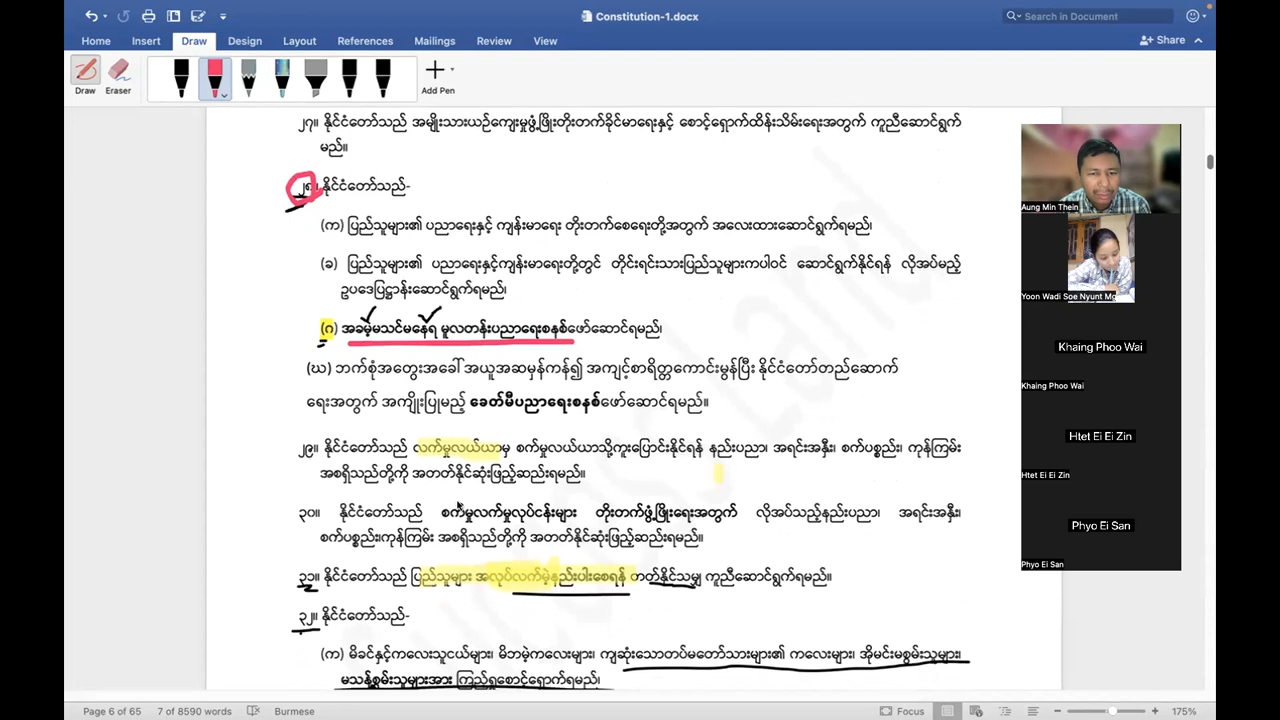 Constitution-1.docx
Search in Document
Home Insert Draw Design Layout References Mailings Review View
Share
Draw Eraser Add Pen
၂၇။ နိုင်ငံတော်သည် အမျိုးသားယဉ်ကျေးမှုဖွံ့ဖြိုးတိုးတက်ခိုင်မာရေးနှင့် စောင့်ရှောက်ထိန်းသိမ်းရေးအတွက် ကူညီဆောင်ရွက်
မည်။
၂၈။ နိုင်ငံတော်သည်-
(က) ပြည်သူများ၏ ပညာရေးနှင့် ကျန်းမာရေး တိုးတက်စေရေးတို့အတွက် အလေးထားဆောင်ရွက်ရမည်၊
(ခ) ပြည်သူများ၏ ပညာရေးနှင့်ကျန်းမာရေးတို့တွင် တိုင်းရင်းသားပြည်သူများကပါဝင် ဆောင်ရွက်နိုင်ရန် လိုအပ်မည့်
ဥပဒေပြဋ္ဌာန်းဆောင်ရွက်ရမည်၊
(ဂ) အခမဲ့မသင်မနေရ မူလတန်းပညာရေးစနစ်ဖော်ဆောင်ရမည်၊
(ဃ) ဘက်စုံအတွေးအခေါ် အယူအဆမှန်ကန်၍ အကျင့်စာရိတ္တကောင်းမွန်ပြီး နိုင်ငံတော်တည်ဆောက်
ရေးအတွက် အကျိုးပြုမည့် ခေတ်မီပညာရေးစနစ်ဖော်ဆောင်ရမည်။
၂၉။ နိုင်ငံတော်သည် လက်မှုလယ်ယာမှ စက်မှုလယ်ယာသို့ကူးပြောင်းနိုင်ရန် နည်းပညာ၊ အရင်းအနှီး၊ စက်ပစ္စည်း၊ ကုန်ကြမ်း
အစရှိသည်တို့ကို အတတ်နိုင်ဆုံးဖြည့်ဆည်းရမည်။
၃၀။ နိုင်ငံတော်သည် စက်မှုလက်မှုလုပ်ငန်းများ တိုးတက်ဖွံ့ဖြိုးရေးအတွက် လိုအပ်သည့်နည်းပညာ၊ အရင်းအနှီး၊
စက်ပစ္စည်း၊ကုန်ကြမ်း အစရှိသည်တို့ကို အတတ်နိုင်ဆုံးဖြည့်ဆည်းရမည်။
၃၁။ နိုင်ငံတော်သည် ပြည်သူများ အလုပ်လက်မဲ့နည်းပါးစေရန် တတ်နိုင်သမျှ ကူညီဆောင်ရွက်ရမည်။
၃၂။ နိုင်ငံတော်သည်-
(က) မိခင်နှင့်ကလေးသူငယ်များ၊ မိဘမဲ့ကလေးများ၊ ကျဆုံးသောတပ်မတော်သားများ၏ ကလေးများ၊ အိုမင်းမစွမ်းသူများ၊
မသန်စွမ်းသူများအား ကြည့်ရှုစောင့်ရှောက်ရမည်၊
Aung Min Thein
Yoon Wadi Soe Nyunt Mg
Khaing Phoo Wai
Khaing Phoo Wai
Htet Ei Ei Zin
Htet Ei Ei Zin
Phyo Ei San
Phyo Ei San
Page 6 of 65 7 of 8590 words Burmese Focus 175%